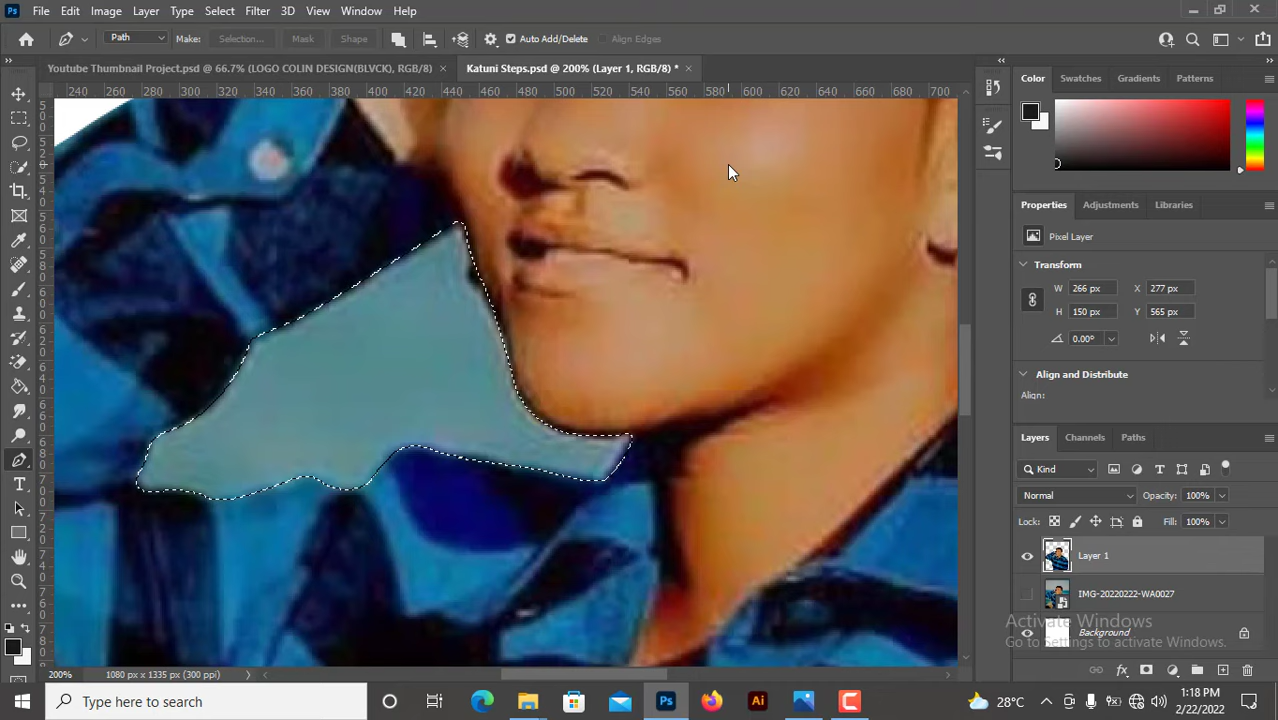 Ps File Edit Image Layer Type Select Filter 3D View Window Help
Path Make: Selection... Mask Shape Auto Add/Delete Align Edges
Youtube Thumbnail Project.psd @ 66.7% (LOGO COLIN DESIGN(BLVCK), RGB/8) × Katuni Steps.psd @ 200% (Layer 1, RGB/8) * ×
240 260 280 300 320 340 360 380 400 420 440 460 480 500 520 540 560 580 600 620 640 660 680 700
Color Swatches Gradients Patterns
Properties Adjustments Libraries
Pixel Layer
Transform
W 266 px X 277 px
H 150 px Y 565 px
0.00°
Align and Distribute
Align:
Layers Channels Paths
Kind
Normal Opacity: 100%
Lock: Fill: 100%
Layer 1
IMG-20220222-WA0027
Background
Activate Windows
Go to Settings to activate Windows.
200% 1080 px x 1335 px (300 ppi)
Type here to search
Ps Ai 28°C 1:18 PM
2/22/2022